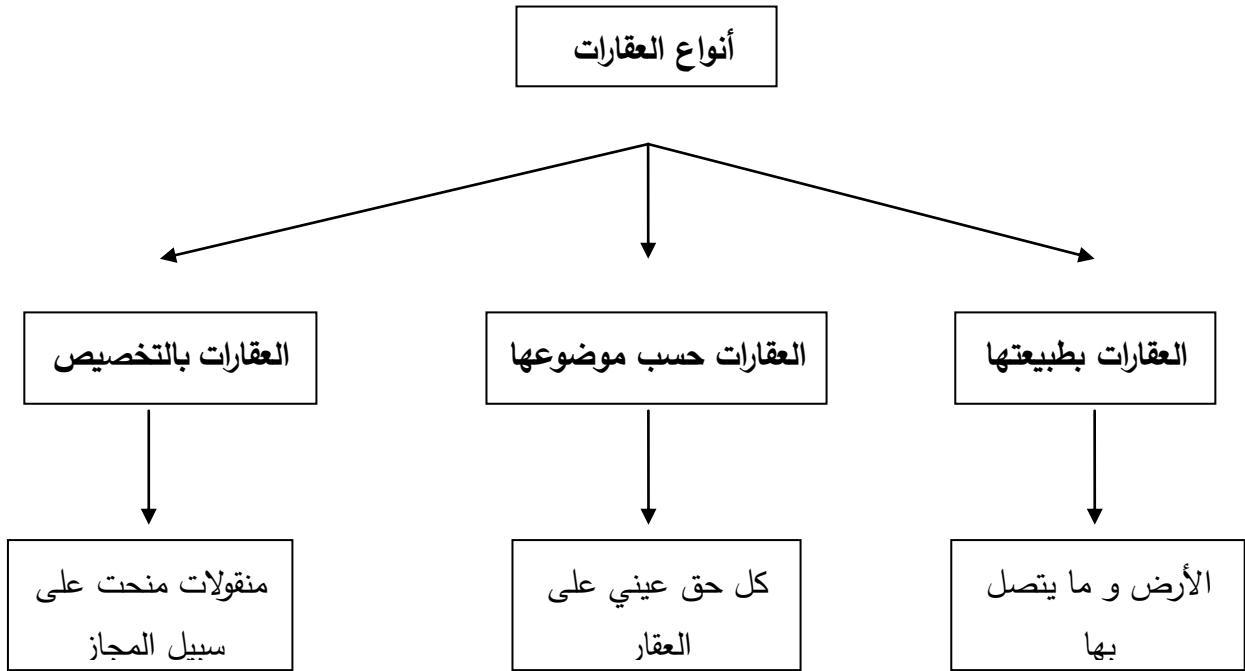 أنواع العقارات
العقارات بطبيعتها
العقارات حسب موضوعها
العقارات بالتخصيص
الأرض و ما يتصل
بها
كل حق عيني على
العقار
منقولات منحت على
سبيل المجاز